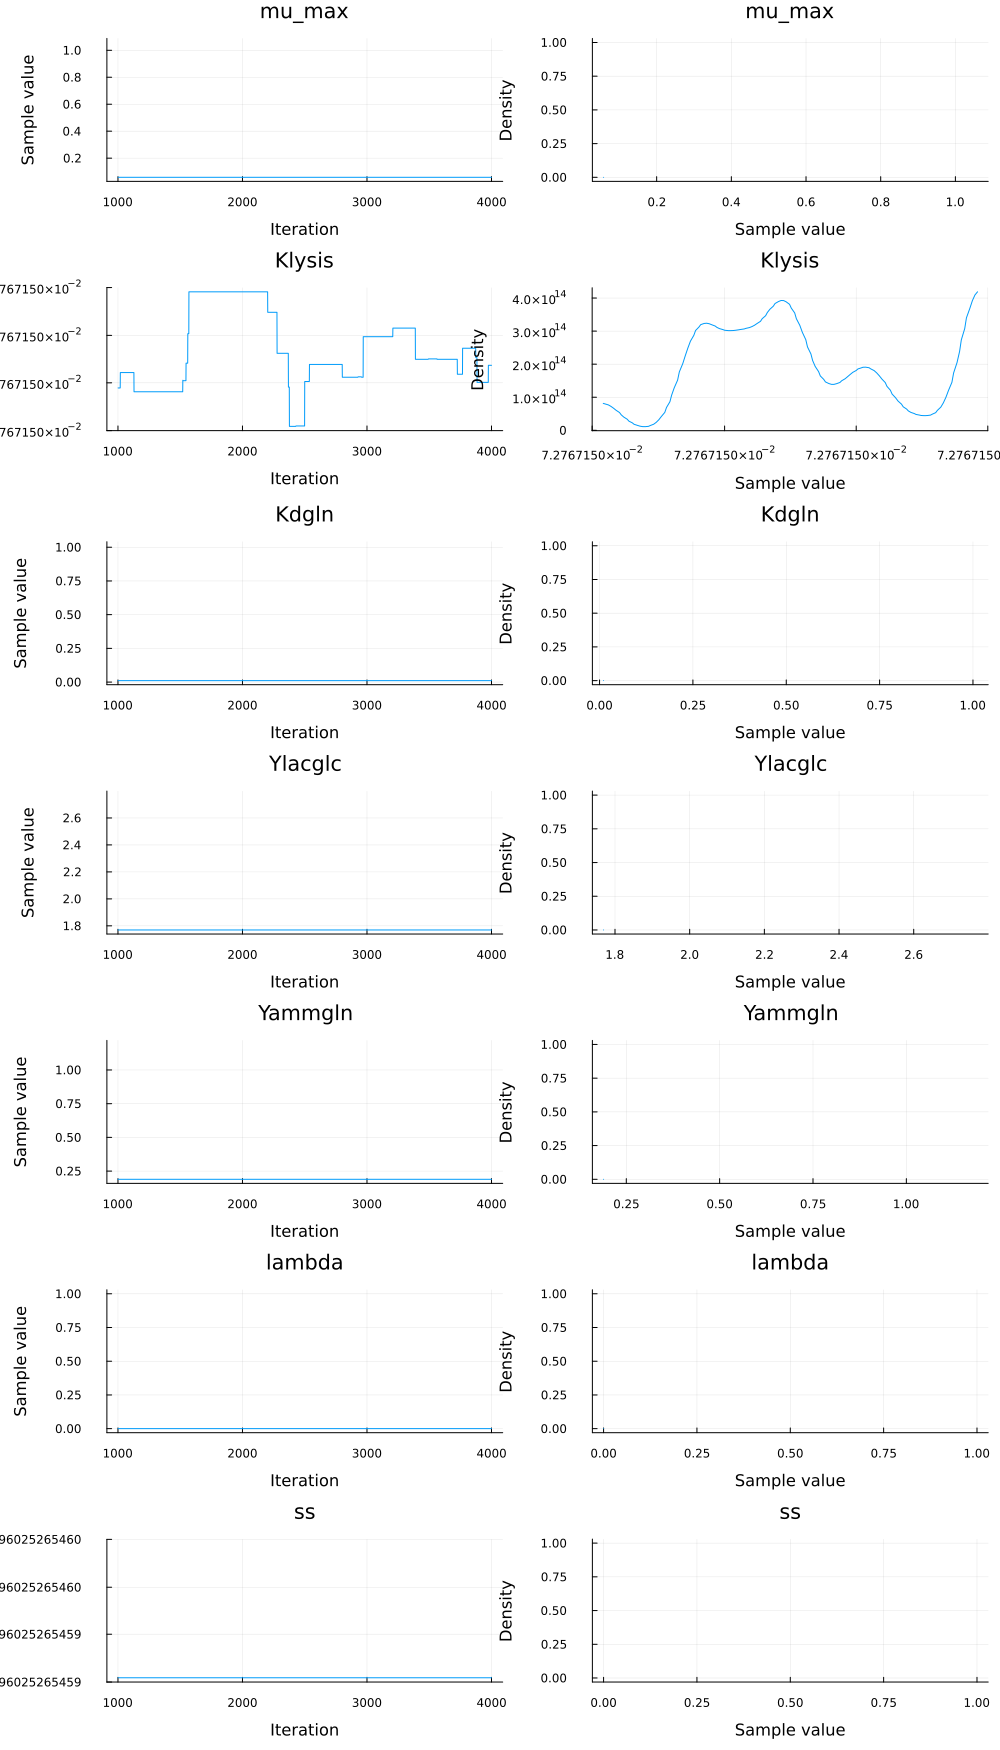 mu_max
mu_max
Sample value
1.0
0.8
0.6
0.4
0.2
1000 2000 3000 4000
Iteration
Density
1.00
0.75
0.50
0.25
0.00
0.2 0.4 0.6 0.8 1.0
Sample value
Klysis
Klysis
767150×10⁻²
767150×10⁻²
767150×10⁻²
767150×10⁻²
1000 2000 3000 4000
Iteration
Density
4.0×10¹⁴
3.0×10¹⁴
2.0×10¹⁴
1.0×10¹⁴
0
7.2767150×10⁻² 7.2767150×10⁻² 7.2767150×10⁻² 7.2767150
Sample value
Kdgln
Kdgln
Sample value
1.00
0.75
0.50
0.25
0.00
1000 2000 3000 4000
Iteration
Density
1.00
0.75
0.50
0.25
0.00
0.00 0.25 0.50 0.75 1.00
Sample value
Ylacglc
Ylacglc
Sample value
2.6
2.4
2.2
2.0
1.8
1000 2000 3000 4000
Iteration
Density
1.00
0.75
0.50
0.25
0.00
1.8 2.0 2.2 2.4 2.6
Sample value
Yammgln
Yammgln
Sample value
1.00
0.75
0.50
0.25
1000 2000 3000 4000
Iteration
Density
1.00
0.75
0.50
0.25
0.00
0.25 0.50 0.75 1.00
Sample value
lambda
lambda
Sample value
1.00
0.75
0.50
0.25
0.00
1000 2000 3000 4000
Iteration
Density
1.00
0.75
0.50
0.25
0.00
0.00 0.25 0.50 0.75 1.00
Sample value
ss
ss
96025265460
96025265460
96025265459
96025265459
1000 2000 3000 4000
Iteration
Density
1.00
0.75
0.50
0.25
0.00
0.00 0.25 0.50 0.75 1.00
Sample value